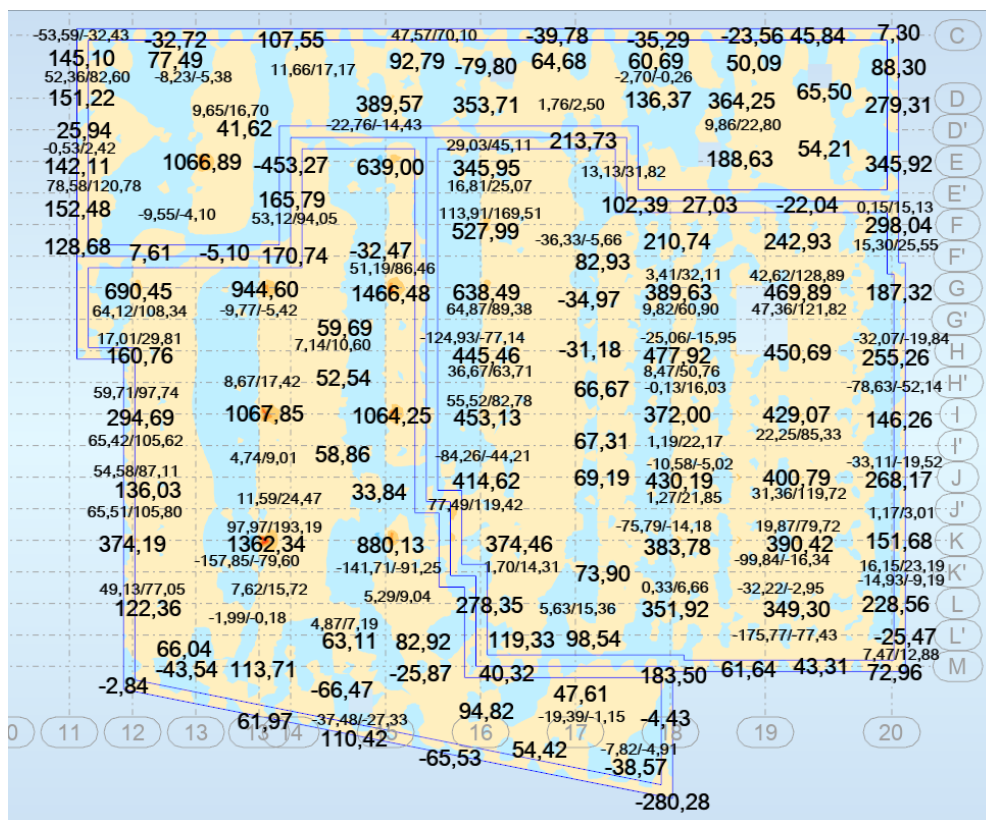 -53,59/-32,43 -32,72 107,55 47,57/70,10 -39,78 -35,29 -23,56 45,84 7,30 C
145,10 77,49 92,79 -79,80 64,68 60,69 50,09 88,30
52,36/82,60 -8,23/-5,38 11,66/17,17 -2,70/-0,26
151,22 389,57 353,71 1,76/2,50 136,37 364,25 65,50 279,31 D
9,65/16,70
25,94 41,62 -22,76/-14,43 9,86/22,80 D'
-0,53/2,42 29,03/45,11 213,73 54,21
142,11 1066,89 -453,27 639,00 345,95 13,13/31,82 -188,63 345,92 E
78,58/120,78 16,81/25,07
152,48 -9,55/-4,10 165,79 113,91/169,51 102,39 27,03 -22,04 0,15/15,13 E'
53,12/94,05 527,99 298,04 F
128,68 7,61 -5,10 170,74 -32,47 -36,33/-5,66 210,74 242,93 15,30/25,55
51,19/86,46 82,93 3,41/32,11 42,62/128,89 F'
690,45 944,60 1466,48 638,49 -34,97 389,63 469,89 187,32 G
64,12/108,34 -9,77/-5,42 64,87/89,38 9,82/60,90 47,36/121,82
59,69 G'
17,01/29,81 7,14/10,60 -124,93/-77,14 -25,06/-15,95 -32,07/-19,84
160,76 445,46 -31,18 477,92 450,69 255,26 H
8,67/17,42 52,54 36,67/63,71 8,47/50,76
59,71/97,74 66,67 -0,13/16,03 -78,63/-52,14 H'
55,52/82,78
294,69 1067,85 1064,25 453,13 372,00 429,07 146,26 I
65,42/105,62 67,31 1,19/22,17 22,25/85,33
4,74/9,01 58,86 -84,26/-44,21 -10,58/-5,02 -33,11/-19,52 I'
54,58/87,11
136,03 11,59/24,47 33,84 414,62 69,19 430,19 400,79 268,17 J
65,51/105,80 77,49/119,42 1,27/21,85 31,36/119,72 1,17/3,01 J'
97,97/193,19 -75,79/-14,18 19,87/79,72
374,19 1362,34 880,13 374,46 383,78 390,42 151,68 K
-157,85/-79,60 -141,71/-91,25 1,70/14,31 73,90 -99,84/-16,34 16,15/23,19
49,13/77,05 7,62/15,72 5,29/9,04 0,33/6,66 -32,22/-2,95 -14,93/-9,19 K'
122,36 -1,99/-0,18 278,35 5,63/15,36 351,92 349,30 228,56 L
4,87/7,19
66,04 63,11 82,92 119,33 98,54 -175,77/-77,43 -25,47 L'
7,47/12,88
-43,54 113,71 -25,87 40,32 183,50 61,64 43,31 72,96 M
-2,84 -66,47 47,61
61,97 -37,48/-27,33 94,82 -19,39/-1,15 -4,43
0 11 12 13 13' 14 15 16 17 18 19 20
110,42 -65,53 54,42 -7,82/-4,91
-38,57
-280,28